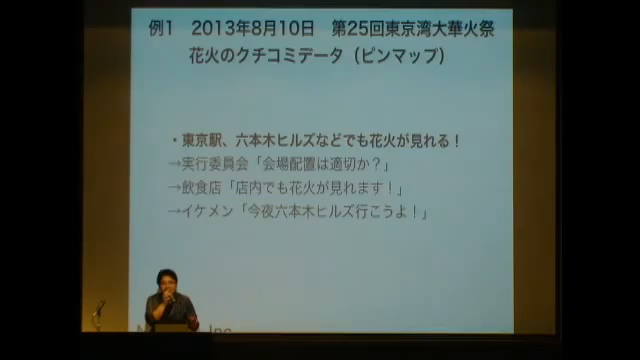 例1　2013年8月10日　第25回東京湾大華火祭
花火のクチコミデータ（ピンマップ）
・東京駅、六本木ヒルズなどでも花火が見れる！
→実行委員会「会場配置は適切か？」
→飲食店「店内でも花火が見れます！」
→イケメン「今夜六本木ヒルズ行こうよ！」
Inc